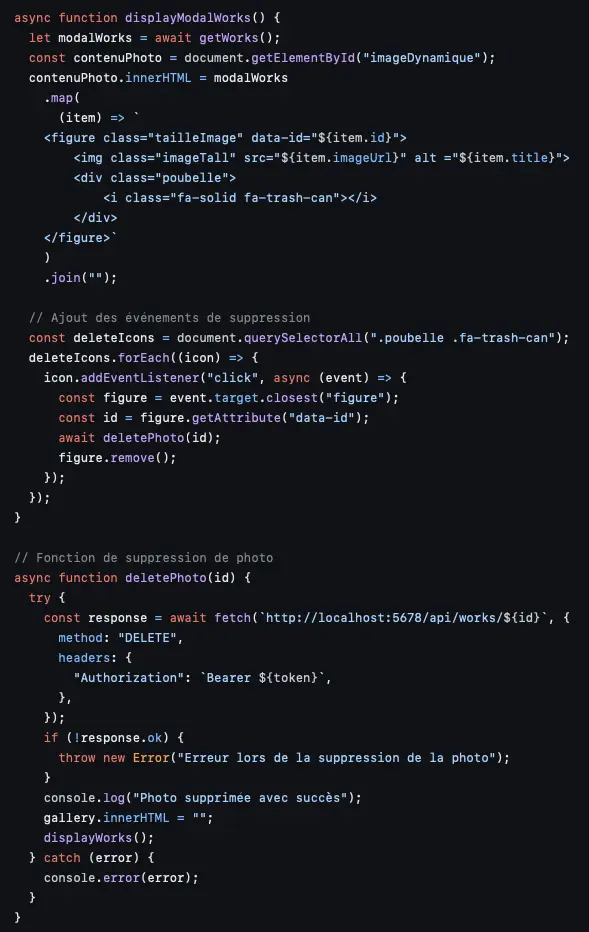 async function displayModalWorks() {
  let modalWorks = await getWorks();
  const contenuPhoto = document.getElementById("imageDynamique");
  contenuPhoto.innerHTML = modalWorks
    .map(
      (item) => `
    <figure class="tailleImage" data-id="${item.id}">
        <img class="imageTall" src="${item.imageUrl}" alt ="${item.title}">
        <div class="poubelle">
            <i class="fa-solid fa-trash-can"></i>
        </div>
    </figure>`
    )
    .join("");

  // Ajout des événements de suppression
  const deleteIcons = document.querySelectorAll(".poubelle .fa-trash-can");
  deleteIcons.forEach((icon) => {
    icon.addEventListener("click", async (event) => {
      const figure = event.target.closest("figure");
      const id = figure.getAttribute("data-id");
      await deletePhoto(id);
      figure.remove();
    });
  });
}

// Fonction de suppression de photo
async function deletePhoto(id) {
  try {
    const response = await fetch(`http://localhost:5678/api/works/${id}`, {
      method: "DELETE",
      headers: {
        "Authorization": `Bearer ${token}`,
      },
    });
    if (!response.ok) {
      throw new Error("Erreur lors de la suppression de la photo");
    }
    console.log("Photo supprimée avec succès");
    gallery.innerHTML = "";
    displayWorks();
  } catch (error) {
    console.error(error);
  }
}